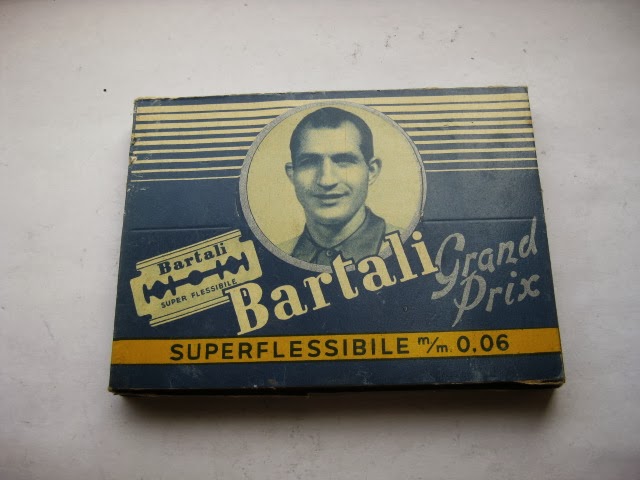 Bartali
SUPER FLESSIBILE
Bartali
Grand
Prix
SUPERFLESSIBILE m/m. 0.06